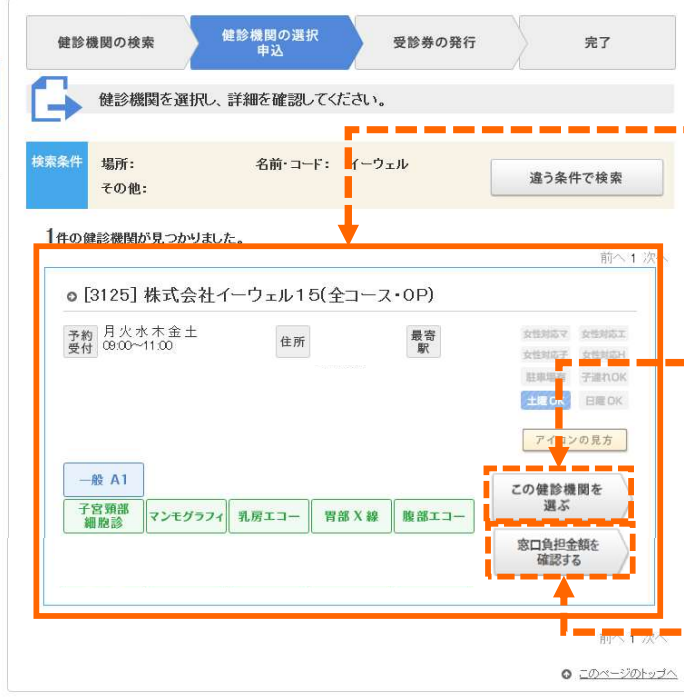 健診機関の検索
健診機関の選択
申込
受診券の発行
完了
健診機関を選択し、詳細を確認してください。
検索条件
場所:
名前・コード: イーウェル
その他:
違う条件で検索
1件の健診機関が見つかりました。
前へ 1 次へ
[3125] 株式会社イーウェル15(全コース・OP)
予約
受付
月火水木金土
09:00~11:00
住所
最寄
駅
女性対応マ 女性対応エ
女性対応子 女性対応H
駐車場有 子連れOK
土曜OK 日曜OK
アイコンの見方
一般 A1
子宮頸部
細胞診
マンモグラフィ
乳房エコー
胃部X線
腹部エコー
この健診機関を
選ぶ
窓口負担金額を
確認する
前へ 1 次へ
このページのトップへ